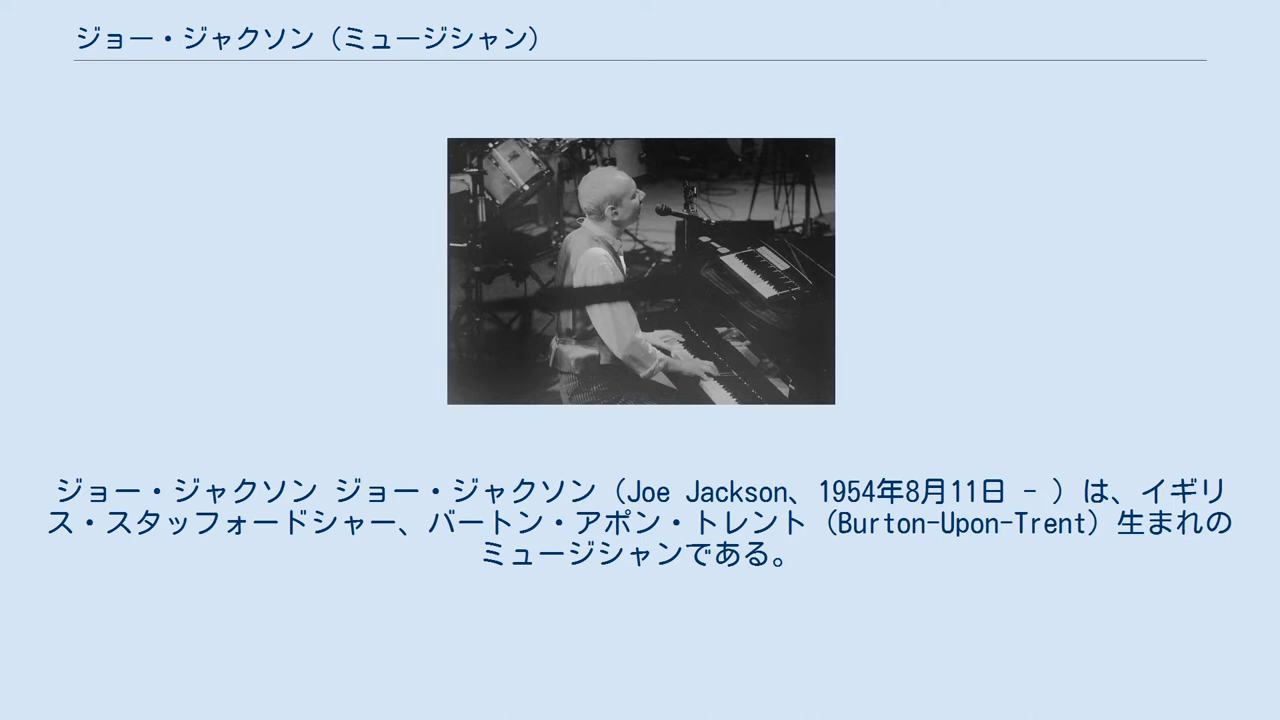 ジョー・ジャクソン（ミュージシャン）
ジョー・ジャクソン ジョー・ジャクソン（Joe Jackson、1954年8月11日 - ）は、イギリ
ス・スタッフォードシャー、バートン・アポン・トレント（Burton-Upon-Trent）生まれの
ミュージシャンである。